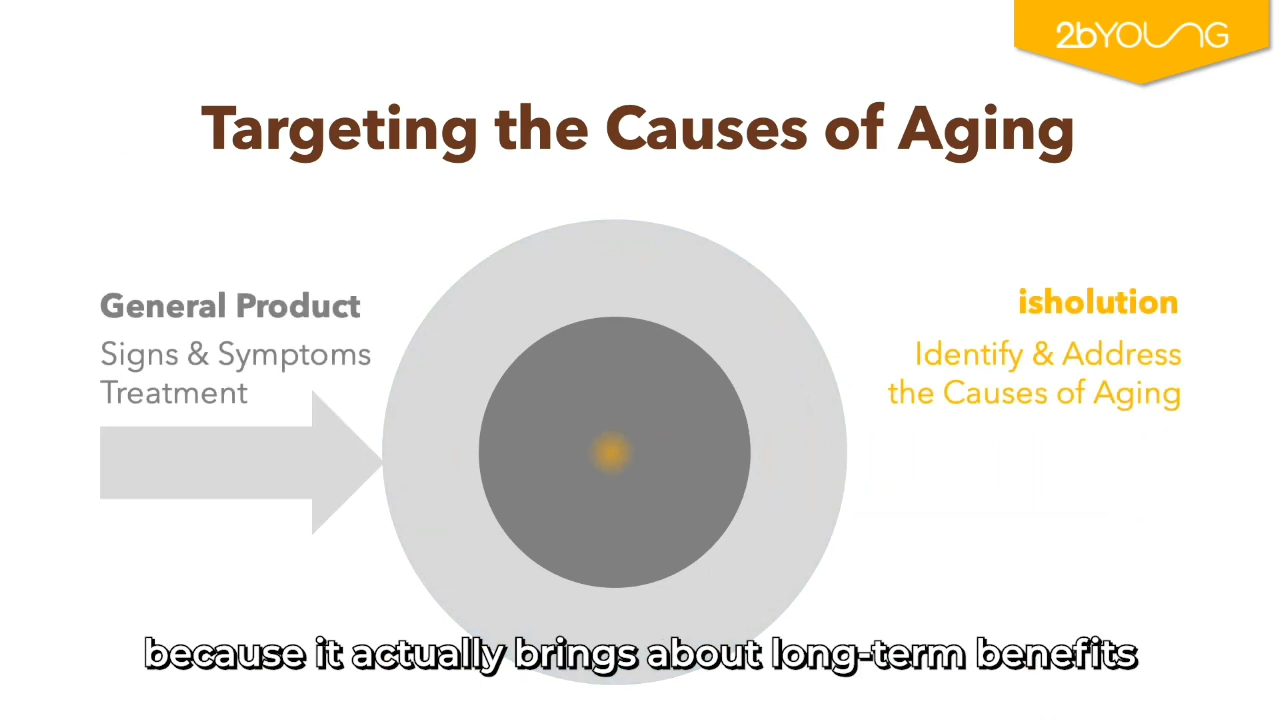 2bYOUNG
Targeting the Causes of Aging
General Product
Signs & Symptoms
Treatment
isholution
Identify & Address
the Causes of Aging
because it actually brings about long-term benefits